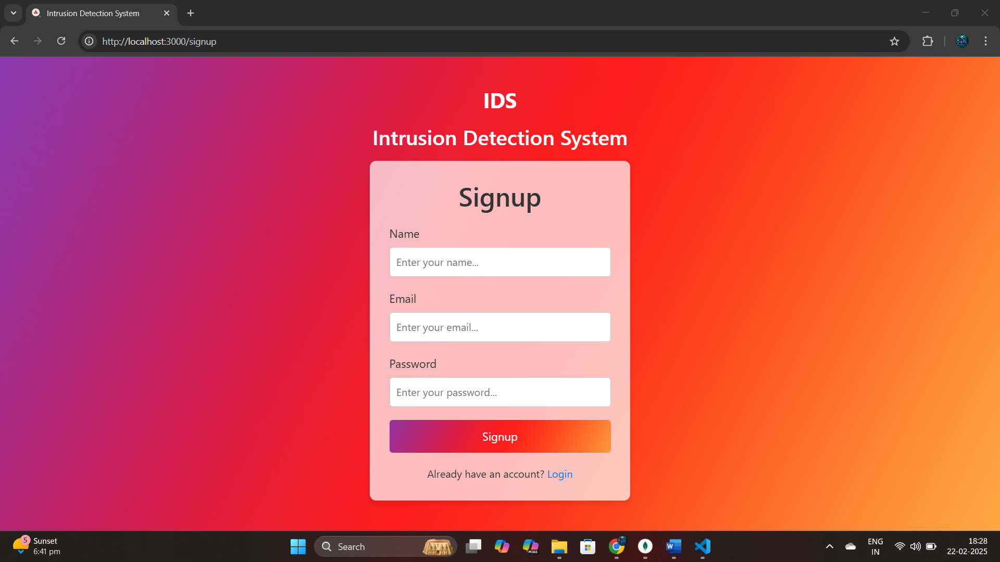 Intrusion Detection System
http://localhost:3000/signup
IDS
Intrusion Detection System
Signup
Name
Enter your name...
Email
Enter your email...
Password
Enter your password...
Signup
Already have an account? Login
5
Sunset
6:41 pm
Search
M365
W
ENG
IN
18:28
22-02-2025